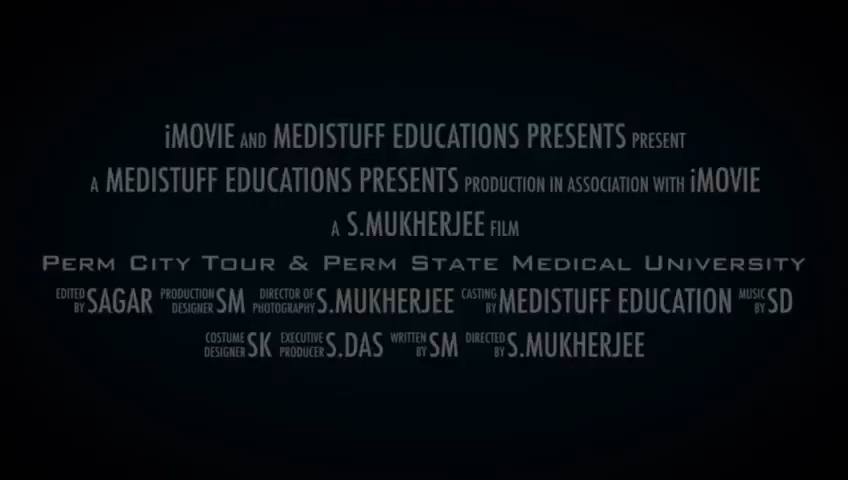 iMOVIE AND MEDISTUFF EDUCATIONS PRESENTS PRESENT
A MEDISTUFF EDUCATIONS PRESENTS PRODUCTION IN ASSOCIATION WITH iMOVIE
A S.MUKHERJEE FILM
PERM CITY TOUR & PERM STATE MEDICAL UNIVERSITY
EDITED BY SAGAR PRODUCTION DESIGNER SM DIRECTOR OF PHOTOGRAPHY S.MUKHERJEE CASTING BY MEDISTUFF EDUCATION MUSIC BY SD
COSTUME DESIGNER SK EXECUTIVE PRODUCER S.DAS WRITTEN BY SM DIRECTED BY S.MUKHERJEE